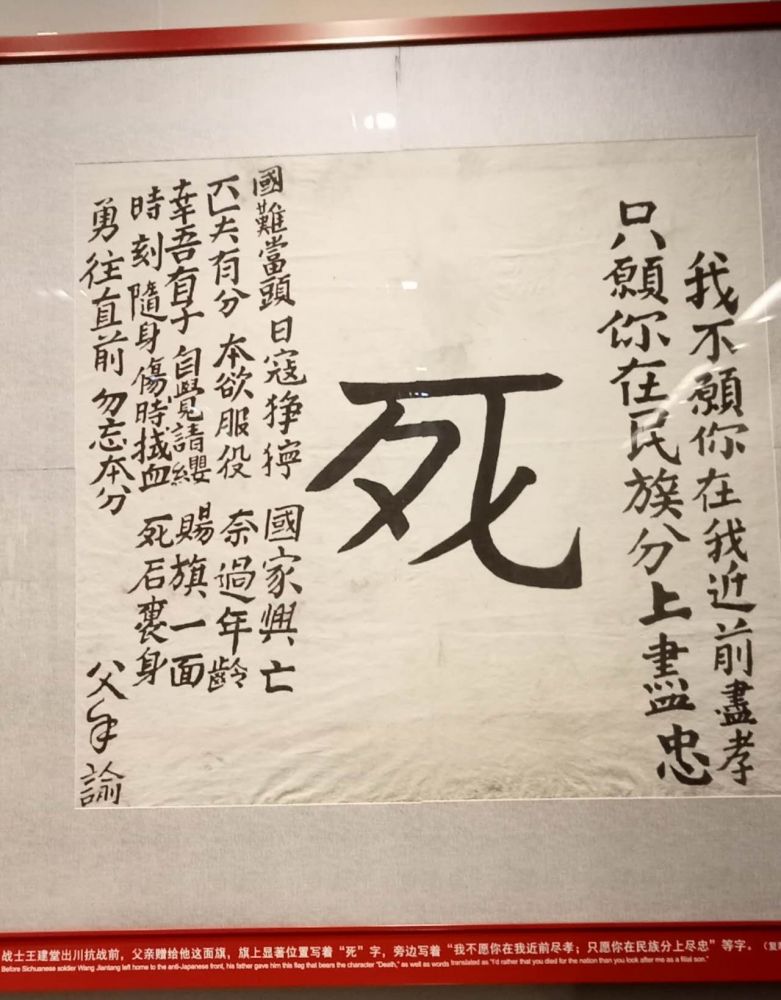 我不願你在我近前盡孝
只願你在民族分上盡忠
死
國難當頭 日寇猙獰 國家興亡
匹夫有分 本欲服役 奈過年齡
幸吾有子 自覺請纓 賜旗一面
時刻隨身 傷時拭血 死后裹身
勇往直前 勿忘本分
父手諭
战士王建堂出川抗战前，父亲赠给他这面旗，旗上显著位置写着“死”字，旁边写着“我不愿你在我近前尽孝；只愿你在民族分上尽忠”等字。
Before Sichuanese soldier Wang Jiantang left home to the anti-Japanese front, his father gave him this flag that bears the character "Death," as well as words translated as "I'd rather that you died for the nation than you look after me as a filial son."